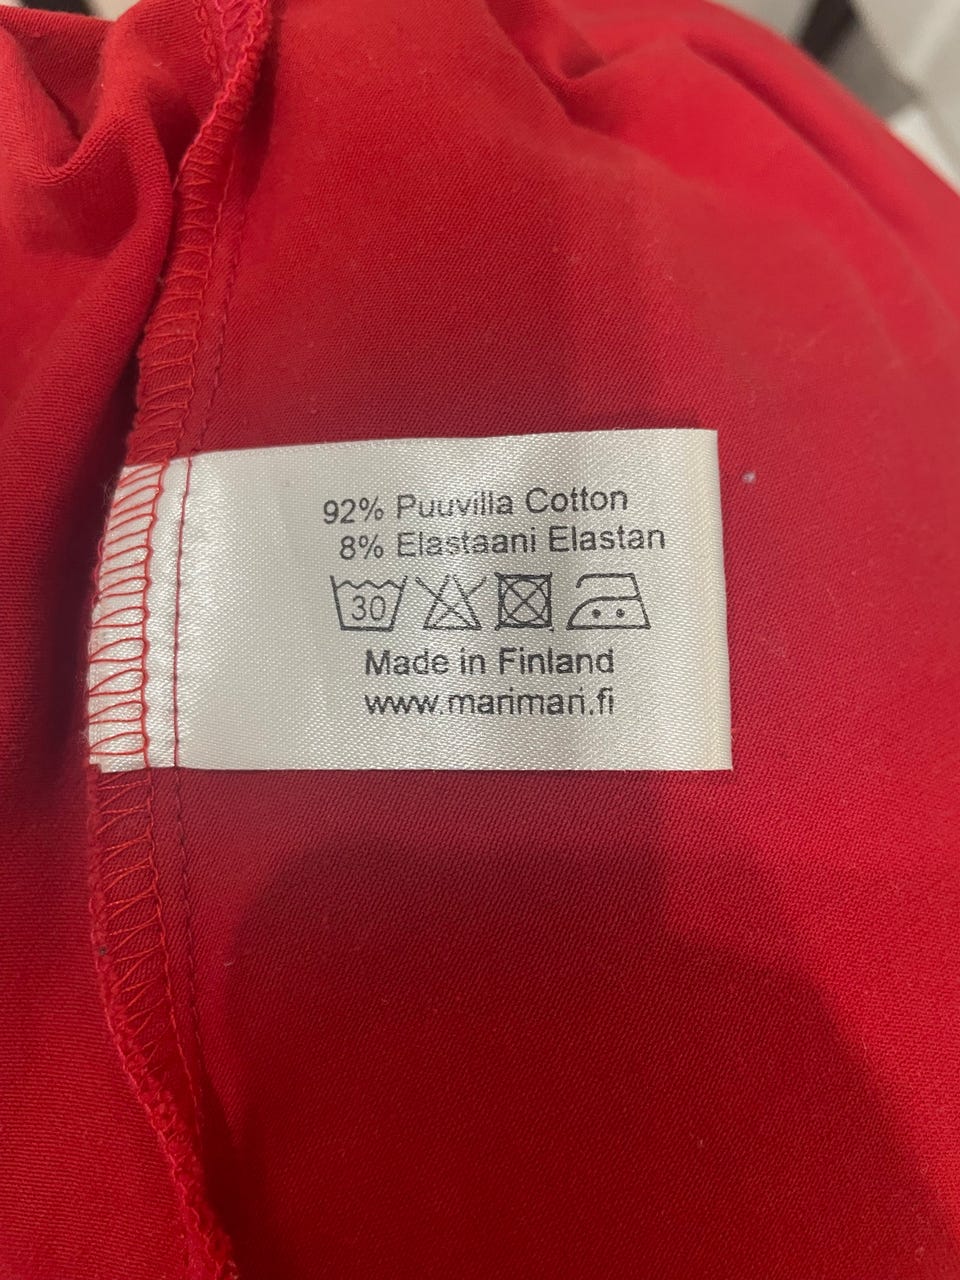 92% Puuvilla Cotton
8% Elastaani Elastan
30
Made in Finland
www.marimari.fi